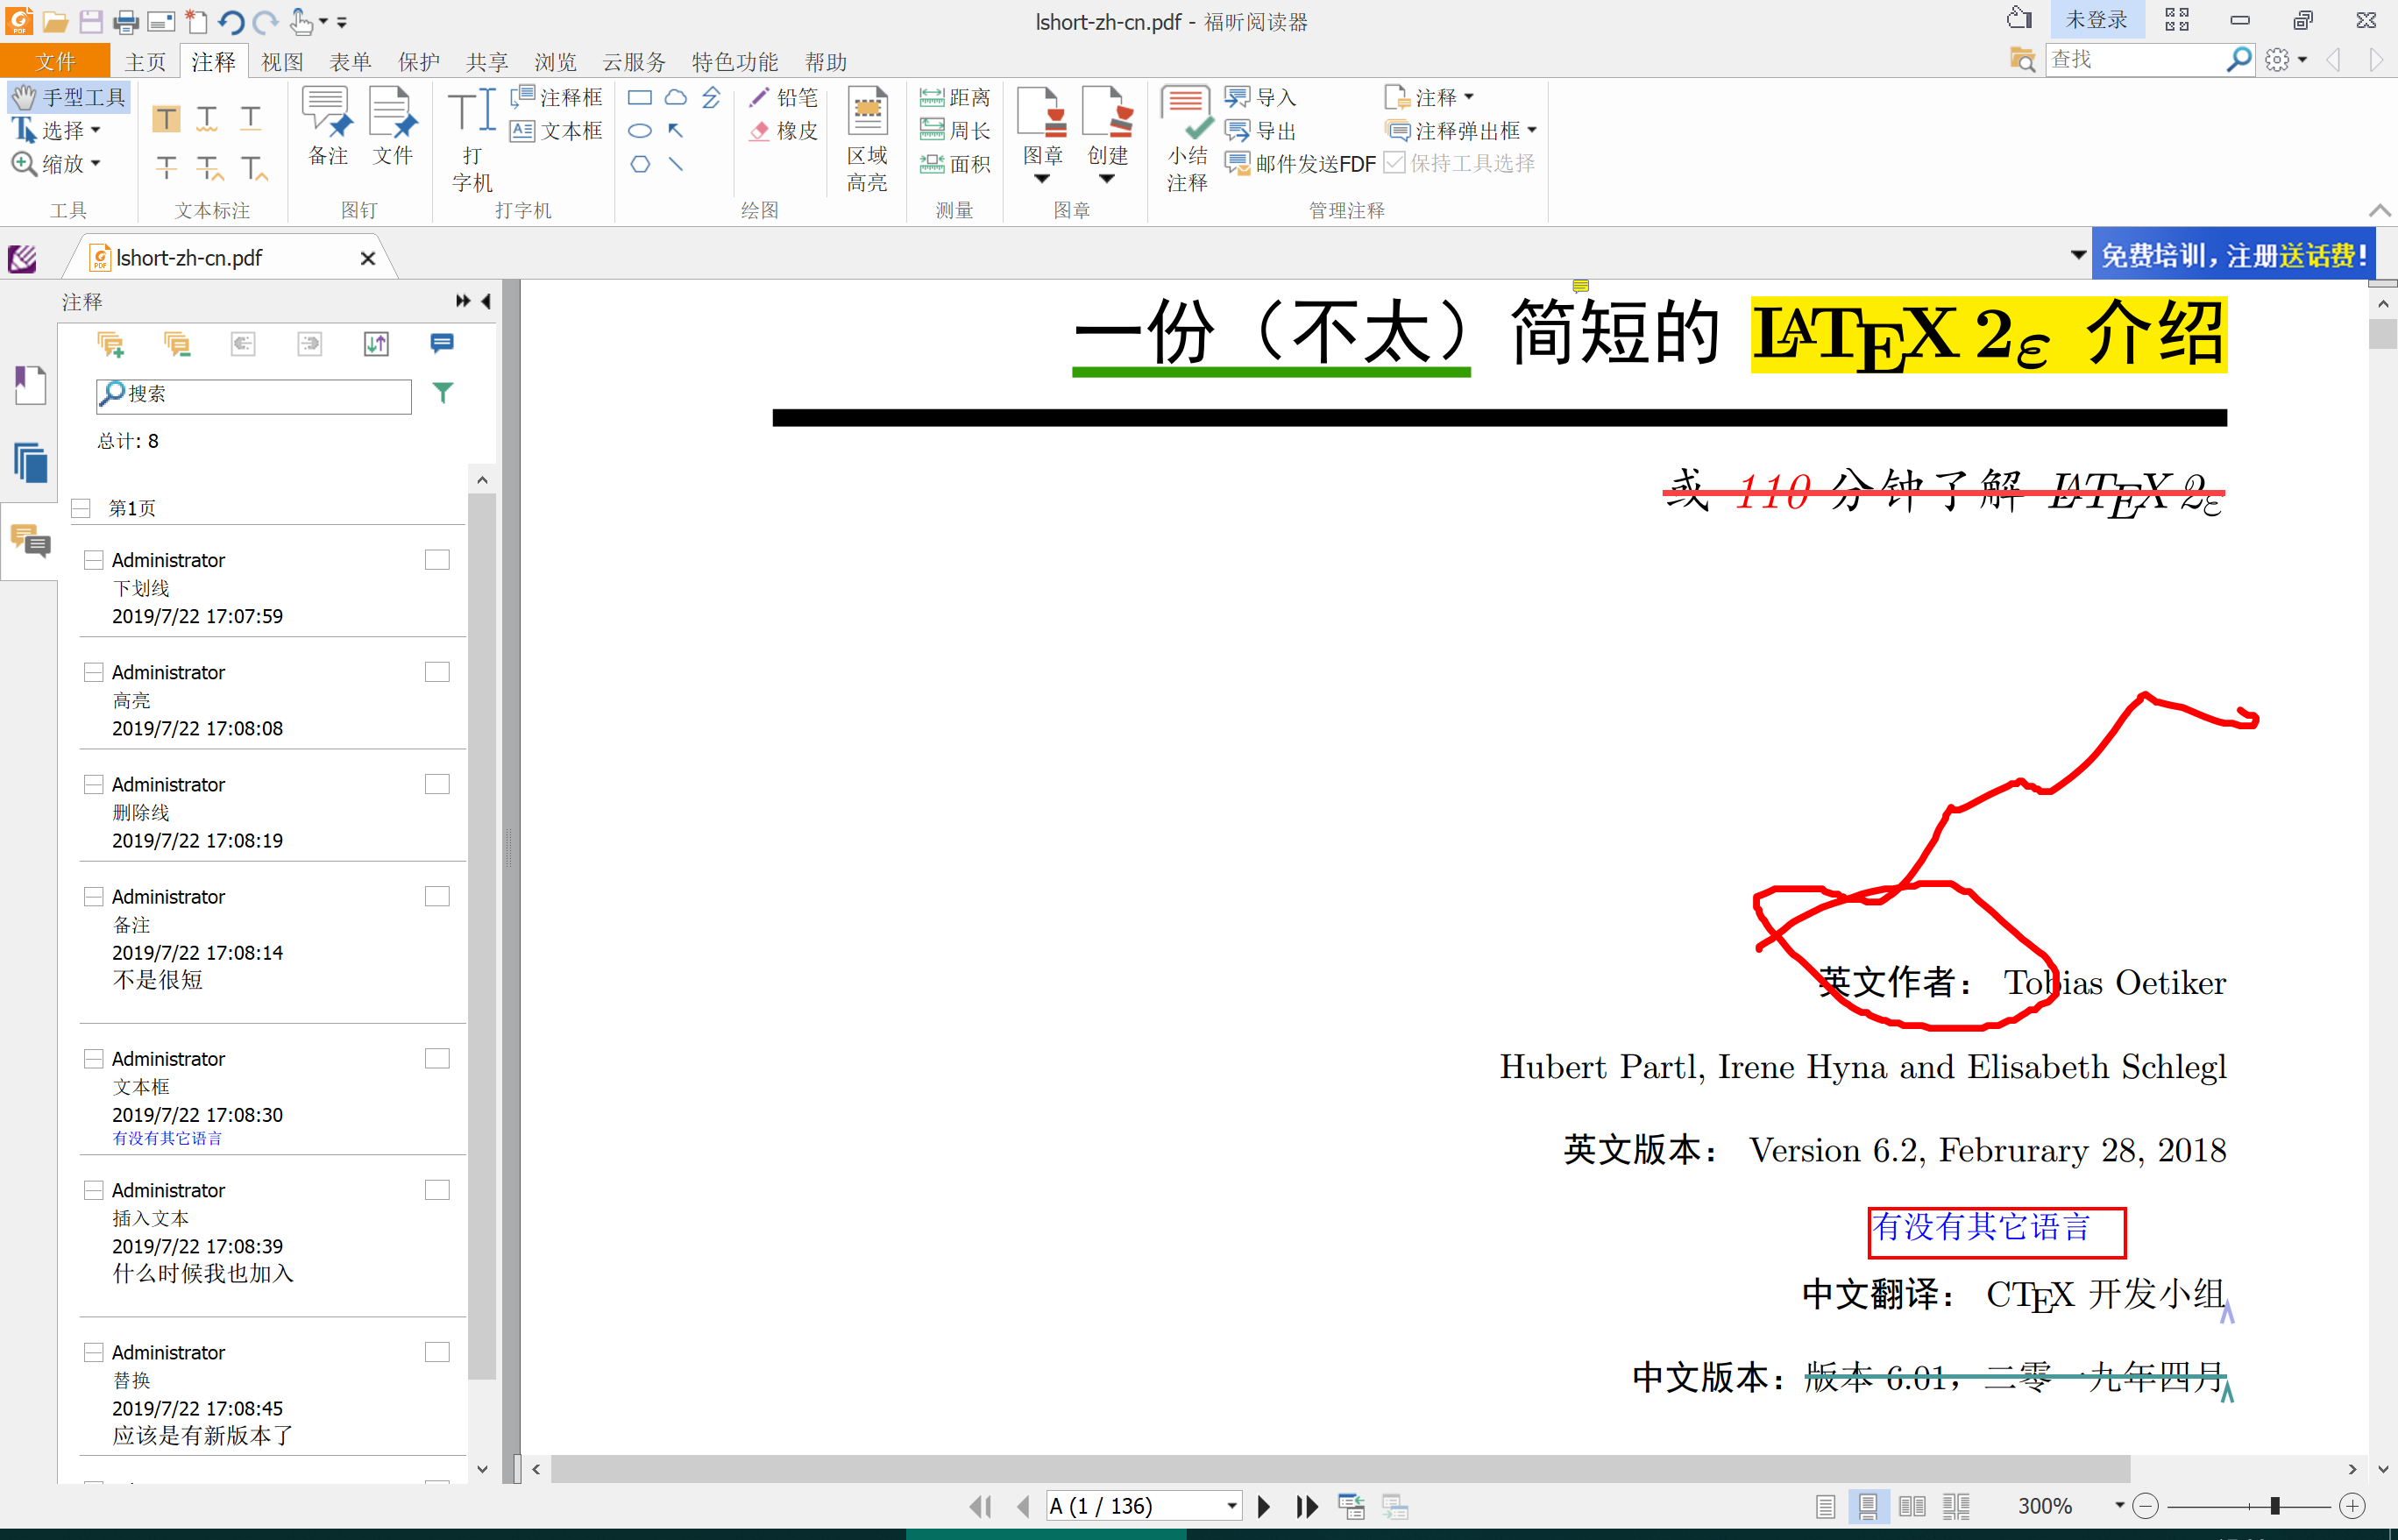 lshort-zh-cn.pdf - 福昕阅读器
未登录
文件 主页 注释 视图 表单 保护 共享 浏览 云服务 特色功能 帮助
查找
手型工具
选择
缩放
工具
文本标注
备注
文件
图钉
打字机
注释框
文本框
打字机
铅笔
橡皮
区域高亮
绘图
距离
周长
面积
测量
图章
创建
图章
小结注释
导入
导出
邮件发送FDF
注释
注释弹出框
保持工具选择
管理注释
lshort-zh-cn.pdf
免费培训，注册送话费！
注释
搜索
总计: 8
第1页
Administrator
下划线
2019/7/22 17:07:59
Administrator
高亮
2019/7/22 17:08:08
Administrator
删除线
2019/7/22 17:08:19
Administrator
备注
2019/7/22 17:08:14
不是很短
Administrator
文本框
2019/7/22 17:08:30
有没有其它语言
Administrator
插入文本
2019/7/22 17:08:39
什么时候我也加入
Administrator
替换
2019/7/22 17:08:45
应该是有新版本了
一份（不太）简短的 LATEX 2ε 介绍
或 110 分钟了解 LATEX 2ε
英文作者： Tobias Oetiker
Hubert Partl, Irene Hyna and Elisabeth Schlegl
英文版本： Version 6.2, Februrary 28, 2018
有没有其它语言
中文翻译： CTEX 开发小组
中文版本：版本 6.01，二零一九年四月
A (1 / 136)
300%